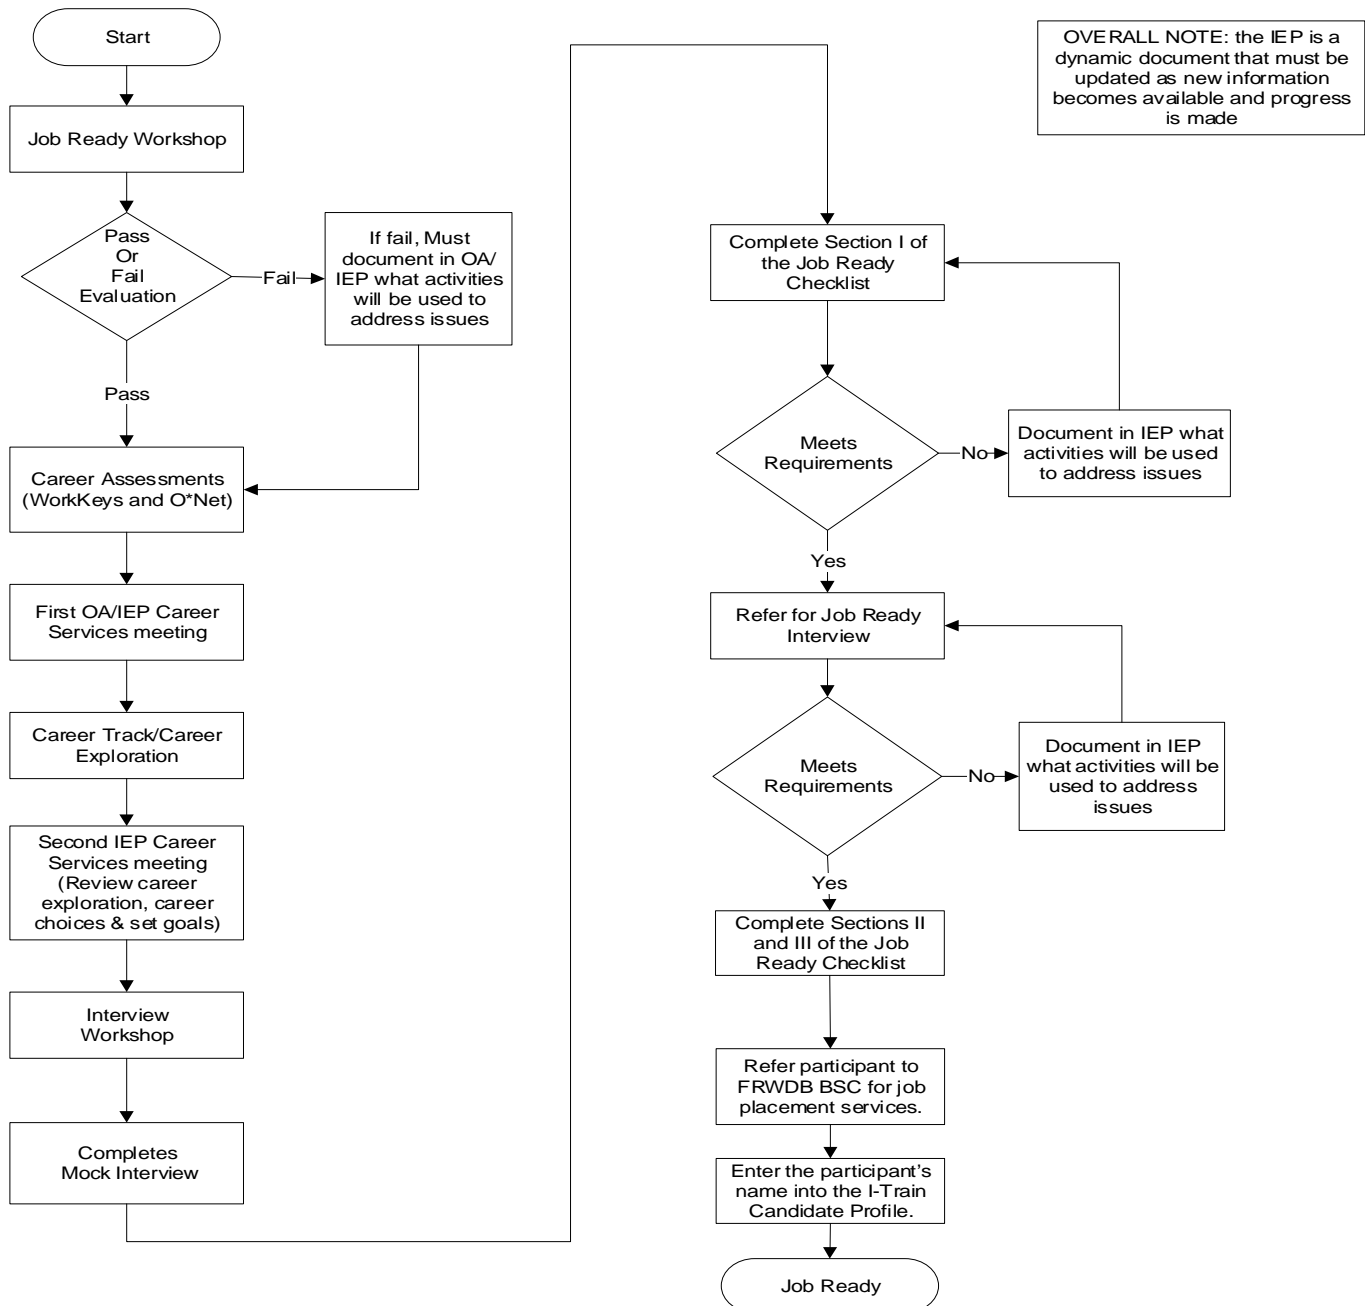 Start
Job Ready Workshop
Pass
Or
Fail
Evaluation
Fail
If fail, Must
document in OA/
IEP what activities
will be used to
address issues
Pass
Career Assessments
(WorkKeys and O*Net)
First OA/IEP Career
Services meeting
Career Track/Career
Exploration
Second IEP Career
Services meeting
(Review career
exploration, career
choices & set goals)
Interview
Workshop
Completes
Mock Interview
OVERALL NOTE: the IEP is a
dynamic document that must be
updated as new information
becomes available and progress
is made
Complete Section I of
the Job Ready
Checklist
Meets
Requirements
No
Document in IEP what
activities will be used
to address issues
Yes
Refer for Job Ready
Interview
Meets
Requirements
No
Document in IEP
what activities will be
used to address
issues
Yes
Complete Sections II
and III of the Job
Ready Checklist
Refer participant to
FRWDB BSC for job
placement services.
Enter the participant's
name into the I-Train
Candidate Profile.
Job Ready